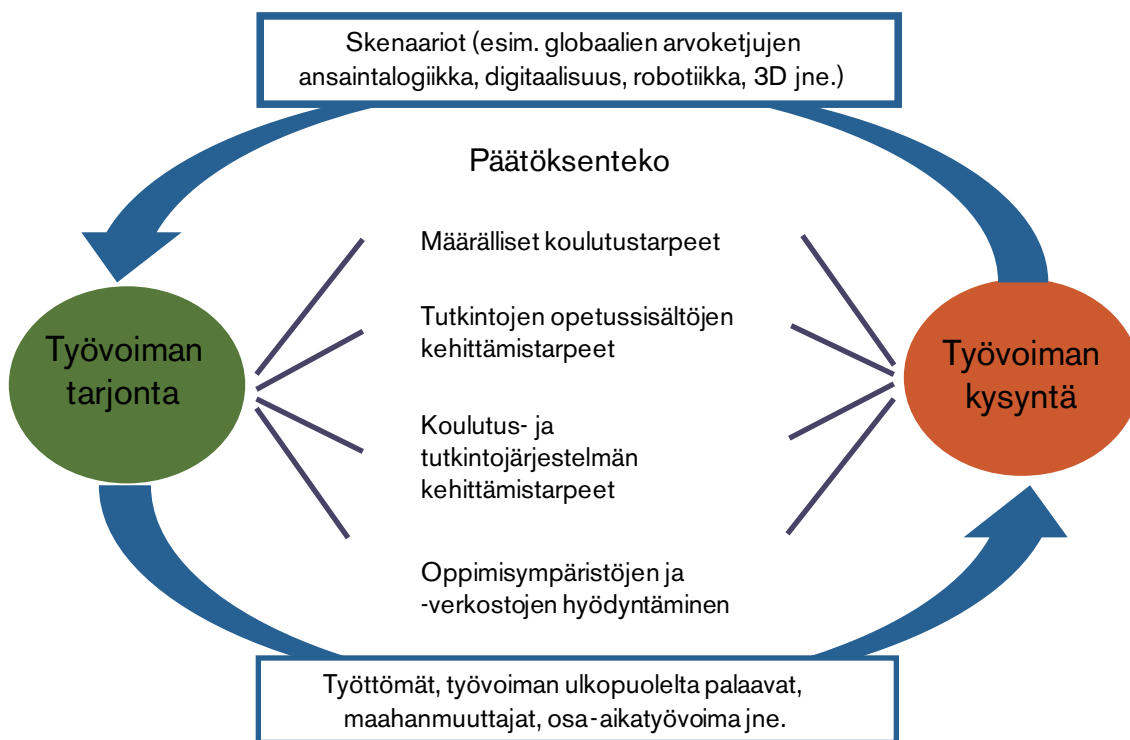 Skenaariot (esim. globaalien arvoketjujen
ansaintalogiikka, digitaalisuus, robotiikka, 3D jne.)
Päätöksenteko
Määrälliset koulutustarpeet
Tutkintojen opetussisältöjen
kehittämistarpeet
Työvoiman
tarjonta
Työvoiman
kysyntä
Koulutus- ja
tutkintojärjestelmän
kehittämistarpeet
Oppimisympäristöjen ja
-verkostojen hyödyntäminen
Työttömät, työvoiman ulkopuolelta palaavat,
maahanmuuttajat, osa-aikatyövoima jne.